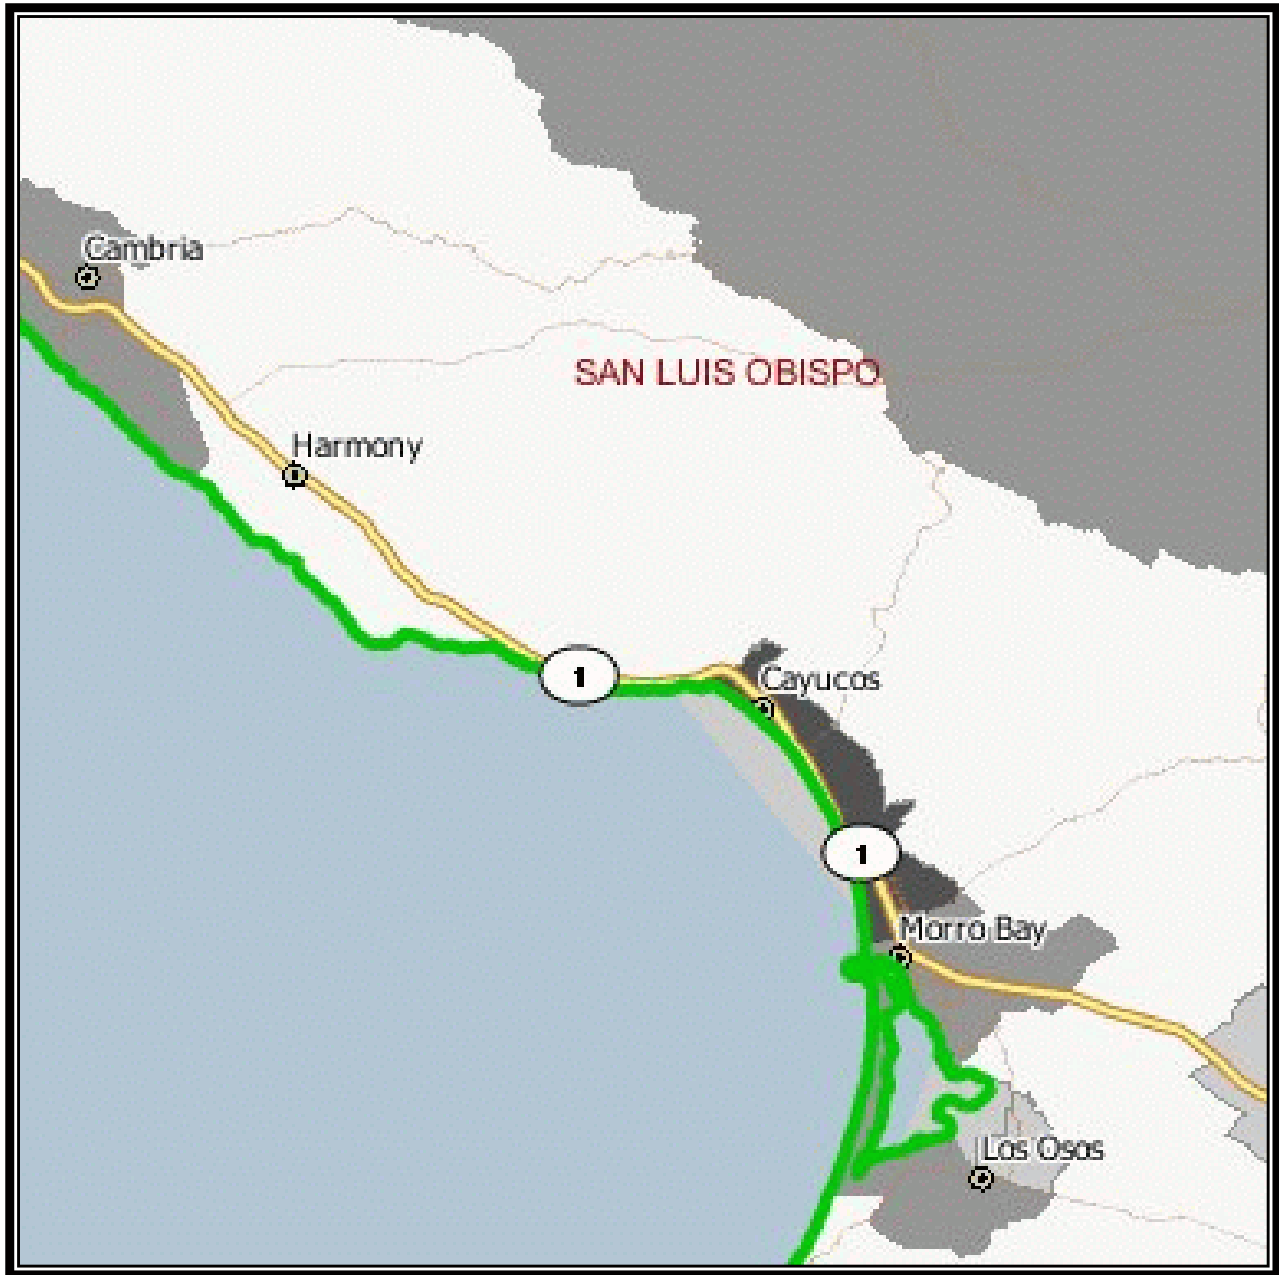 Cambria
SAN LUIS OBISPO
Harmony
1
Cayucos
1
Morro Bay
Los Osos